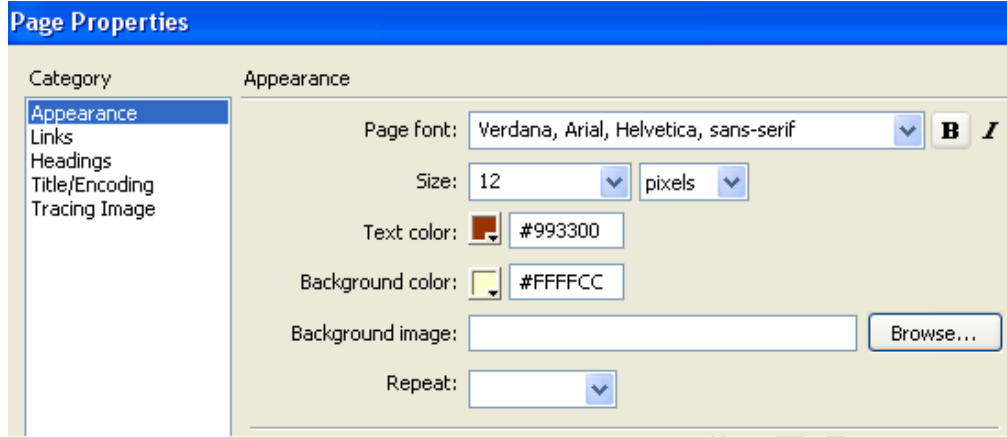 Page Properties
Category
Appearance
Links
Headings
Title/Encoding
Tracing Image
Appearance
Page font: Verdana, Arial, Helvetica, sans-serif B I
Size: 12 pixels
Text color: #993300
Background color: #FFFFCC
Background image: Browse...
Repeat: